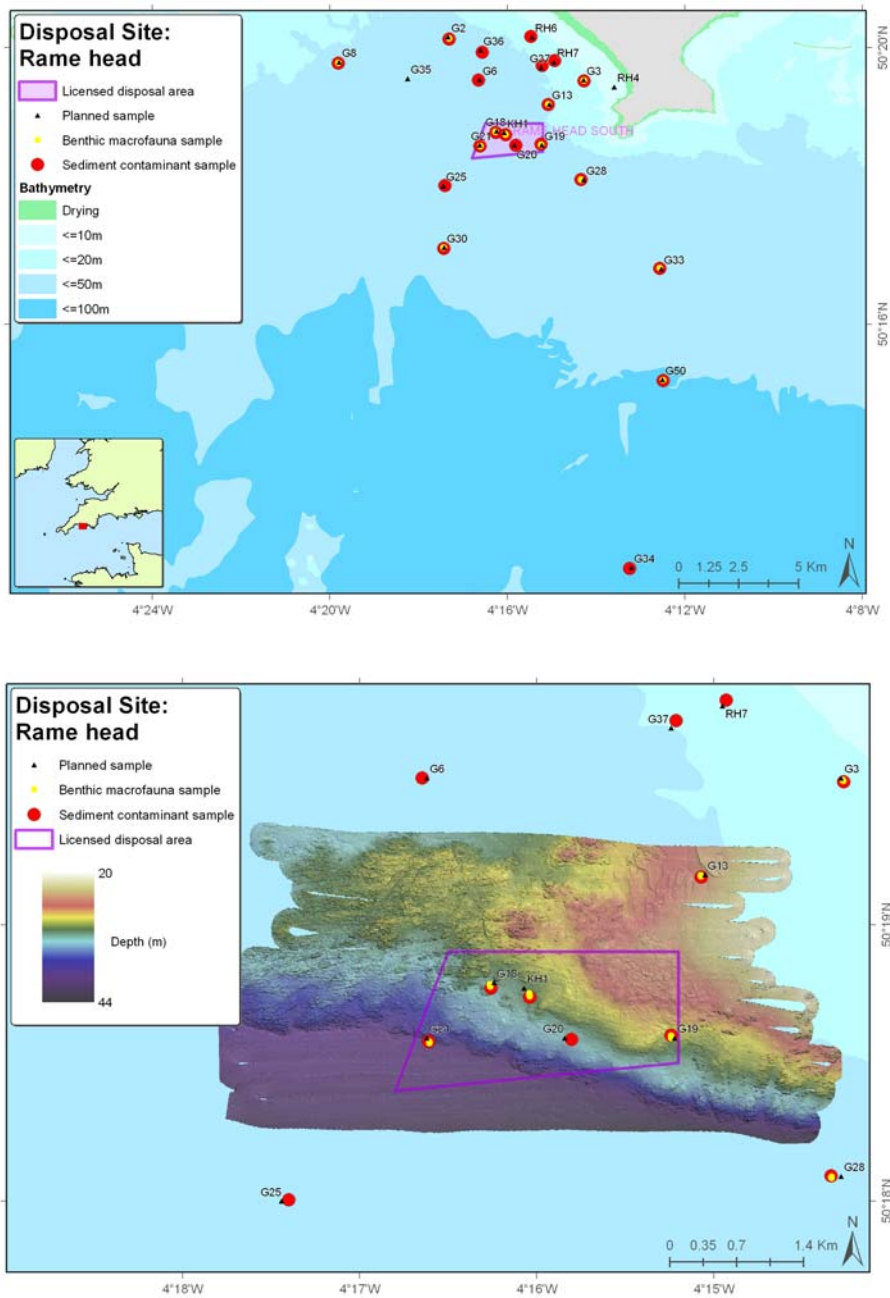 Disposal Site:
Rame head
Licensed disposal area
Planned sample
Benthic macrofauna sample
Sediment contaminant sample
Bathymetry
Drying
<=10m
<=20m
<=50m
<=100m
G2
G36
RH6
G8
G35
G6
G37
RH7
G3
RH4
G13
G18
KH1
RAME HEAD SOUTH
G21
G20
G19
G25
G28
G30
G33
G50
G34
50°20'N
50°16'N
N
0 1.25 2.5 5 Km
4°24'W 4°20'W 4°16'W 4°12'W 4°8'W
Disposal Site:
Rame head
Planned sample
Benthic macrofauna sample
Sediment contaminant sample
Licensed disposal area
20
Depth (m)
44
G37
RH7
G6
G3
G13
G18
KH1
G20
G19
G25
G28
50°19'N
50°18'N
N
0 0.35 0.7 1.4 Km
4°18'W 4°17'W 4°16'W 4°15'W